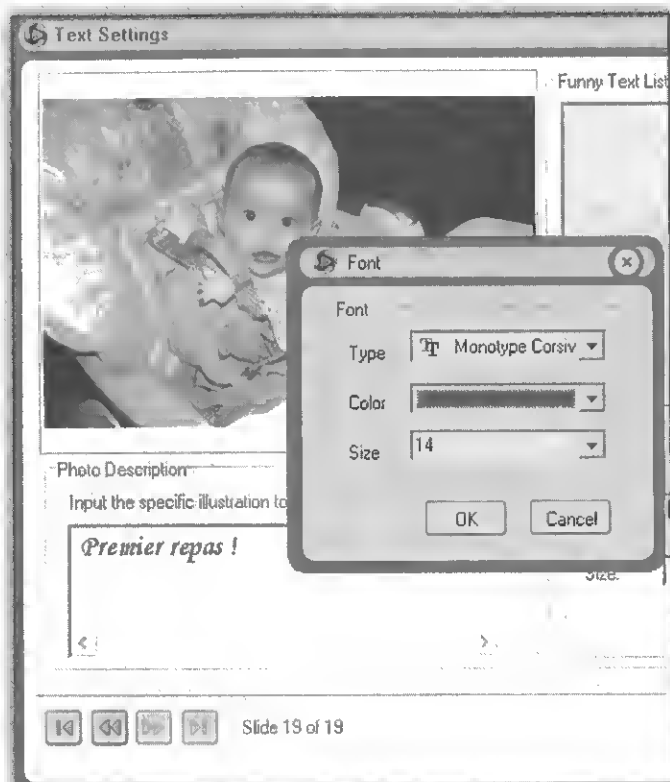 Text Settings
Funny Text List
Font
Font
Type Monotype Corsiv
Color
Size 14
OK Cancel
Photo Description
Input the specific illustration to
Premier repas !
Size:
Slide 19 of 19